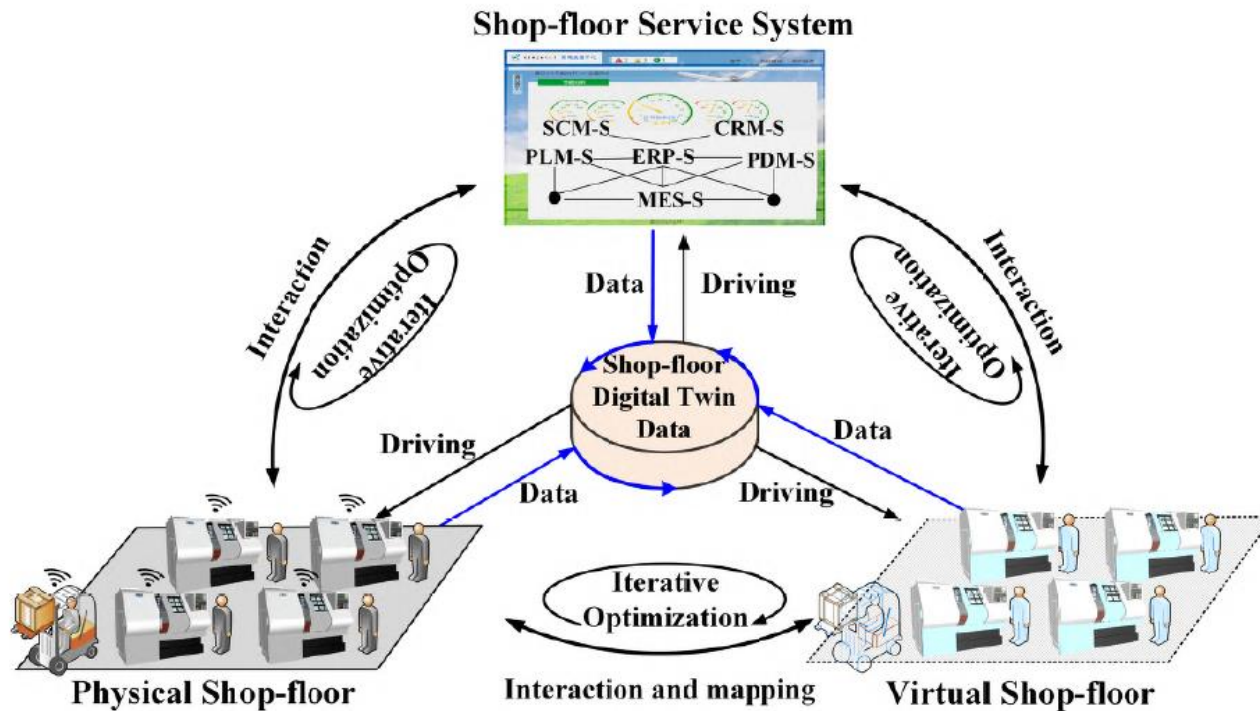 Shop-floor Service System
SCM-S
CRM-S
PLM-S
ERP-S
PDM-S
MES-S
Interaction
Iterative
Optimization
Interaction
Iterative
Optimization
Data
Driving
Shop-floor
Digital Twin
Data
Driving
Data
Data
Driving
Iterative
Optimization
Physical Shop-floor
Interaction and mapping
Virtual Shop-floor